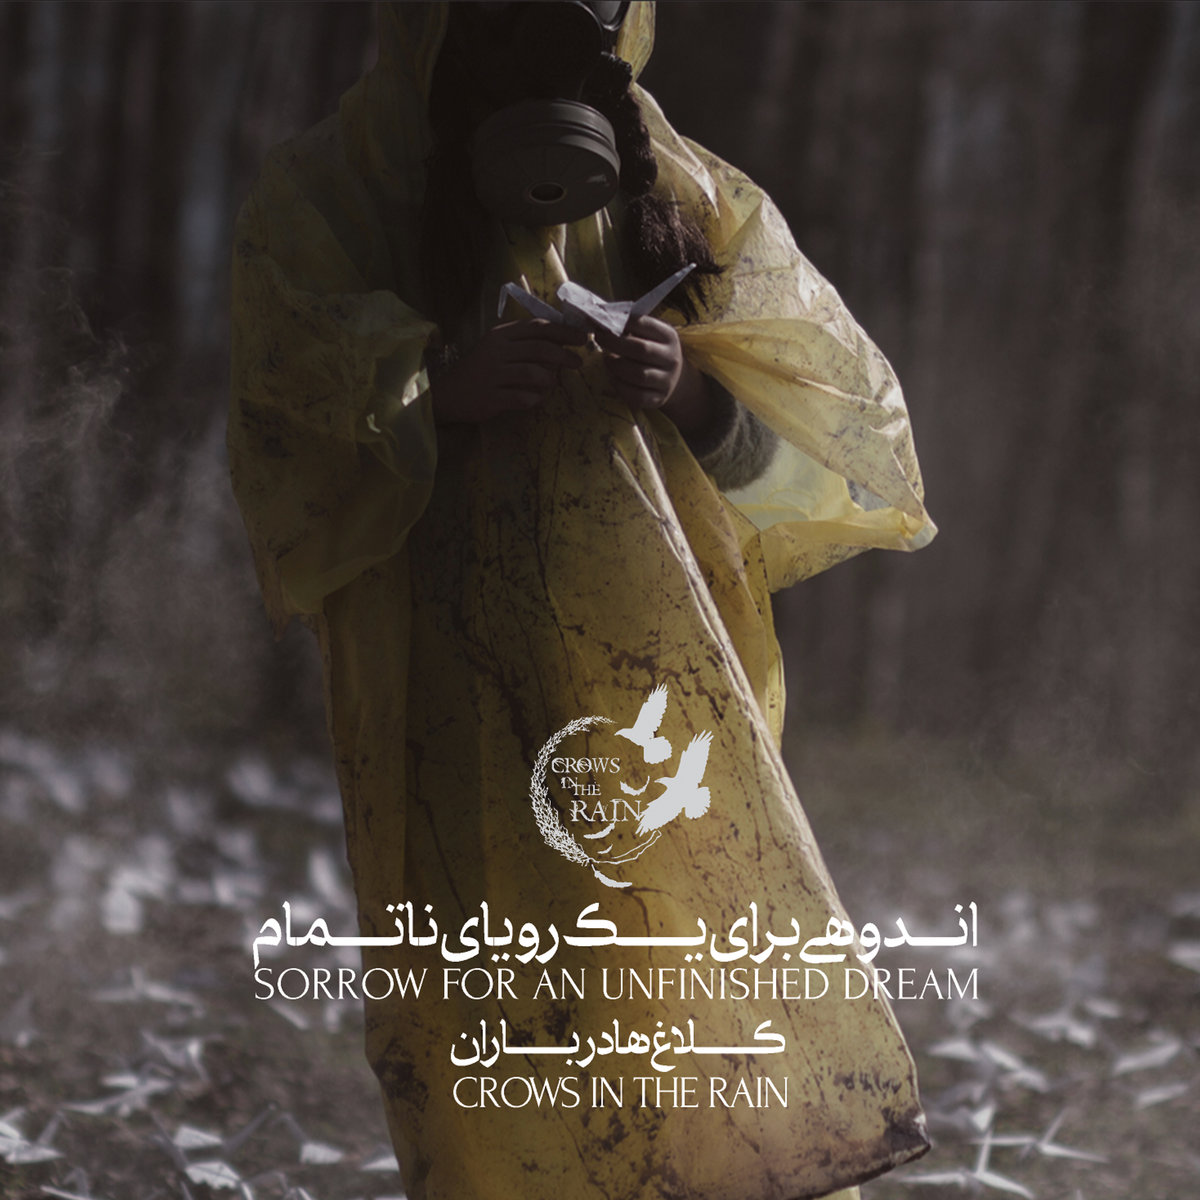 CROWS
IN
THE
RAIN
اندوهی برای یک رویای ناتمام
SORROW FOR AN UNFINISHED DREAM
کلاغ‌ها در باران
CROWS IN THE RAIN